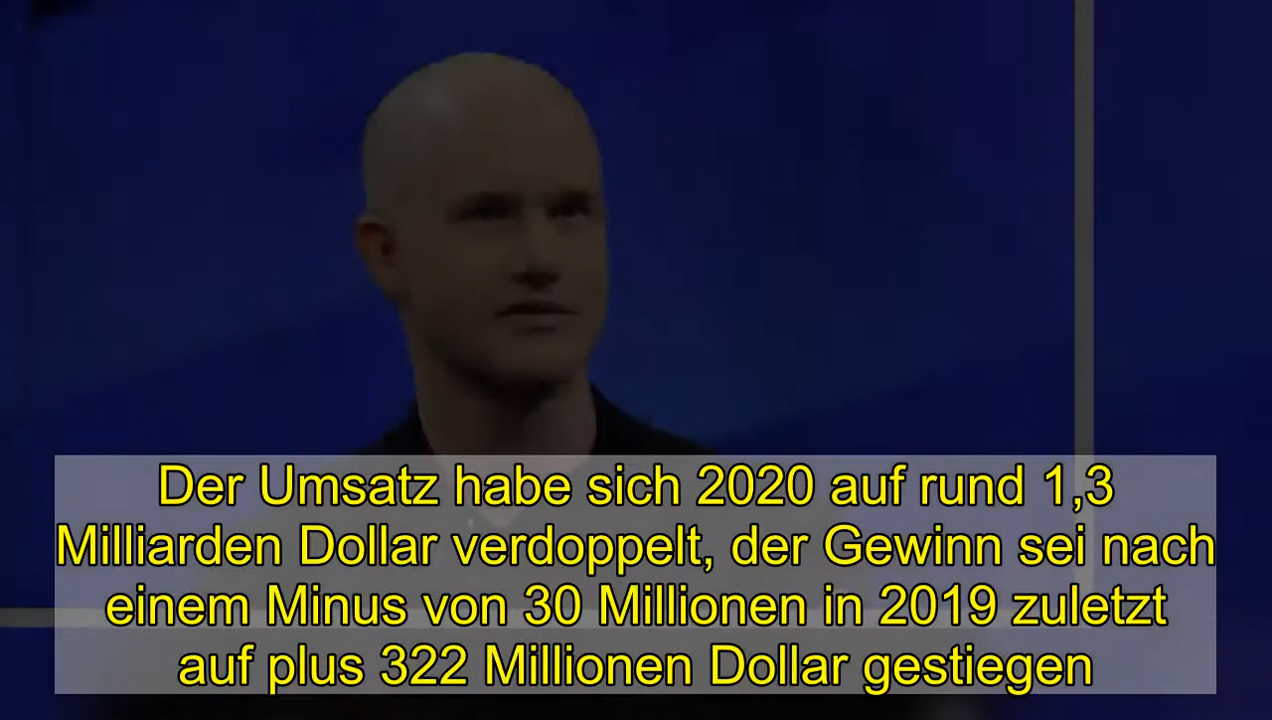 Der Umsatz habe sich 2020 auf rund 1,3
Milliarden Dollar verdoppelt, der Gewinn sei nach
einem Minus von 30 Millionen in 2019 zuletzt
auf plus 322 Millionen Dollar gestiegen